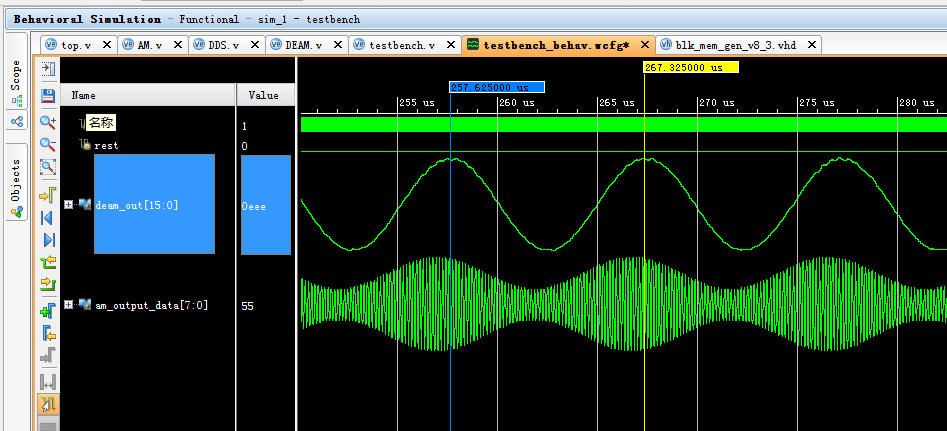 Behavioral Simulation - Functional - sim_1 - testbench
top.v
AM.v
DDS.v
DEAM.v
testbench.v
testbench_behav.wcfg*
blk_mem_gen_v8_3.vhd
Scope
Objects
Name
Value
267.325000 us
257.625000 us
255 us
260 us
265 us
270 us
275 us
280 us
名称
1
rest
0
deam_out[15:0]
0eee
am_output_data[7:0]
55